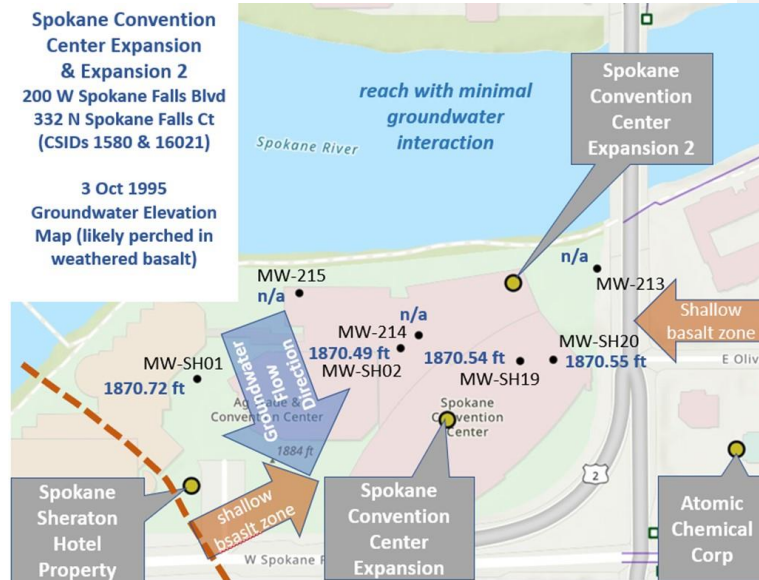 Spokane Convention
Center Expansion
& Expansion 2
200 W Spokane Falls Blvd
332 N Spokane Falls Ct
(CSIDs 1580 & 16021)
3 Oct 1995
Groundwater Elevation
Map (likely perched in
weathered basalt)
reach with minimal
groundwater
interaction
Spokane River
Spokane
Convention
Center
Expansion 2
MW-215
n/a
n/a
MW-213
n/a
MW-214
1870.49 ft
MW-SH02
1870.54 ft
MW-SH19
MW-SH20
1870.55 ft
Shallow
basalt zone
E Oliv
MW-SH01
1870.72 ft
Groundwater
Flow
Direction
Convention Center
1884 ft
Spokane
Convention
Center
2
shallow
bsaslt zone
W Spokane
Spokane
Sheraton
Hotel
Property
Spokane
Convention
Center
Expansion
Atomic
Chemical
Corp